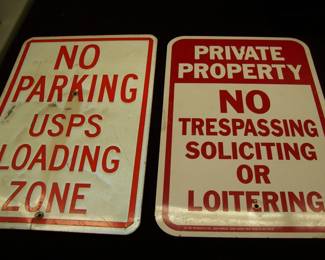 NO
PARKING
USPS
LOADING
ZONE
PRIVATE
PROPERTY
NO
TRESPASSING
SOLICITING
OR
LOITERING